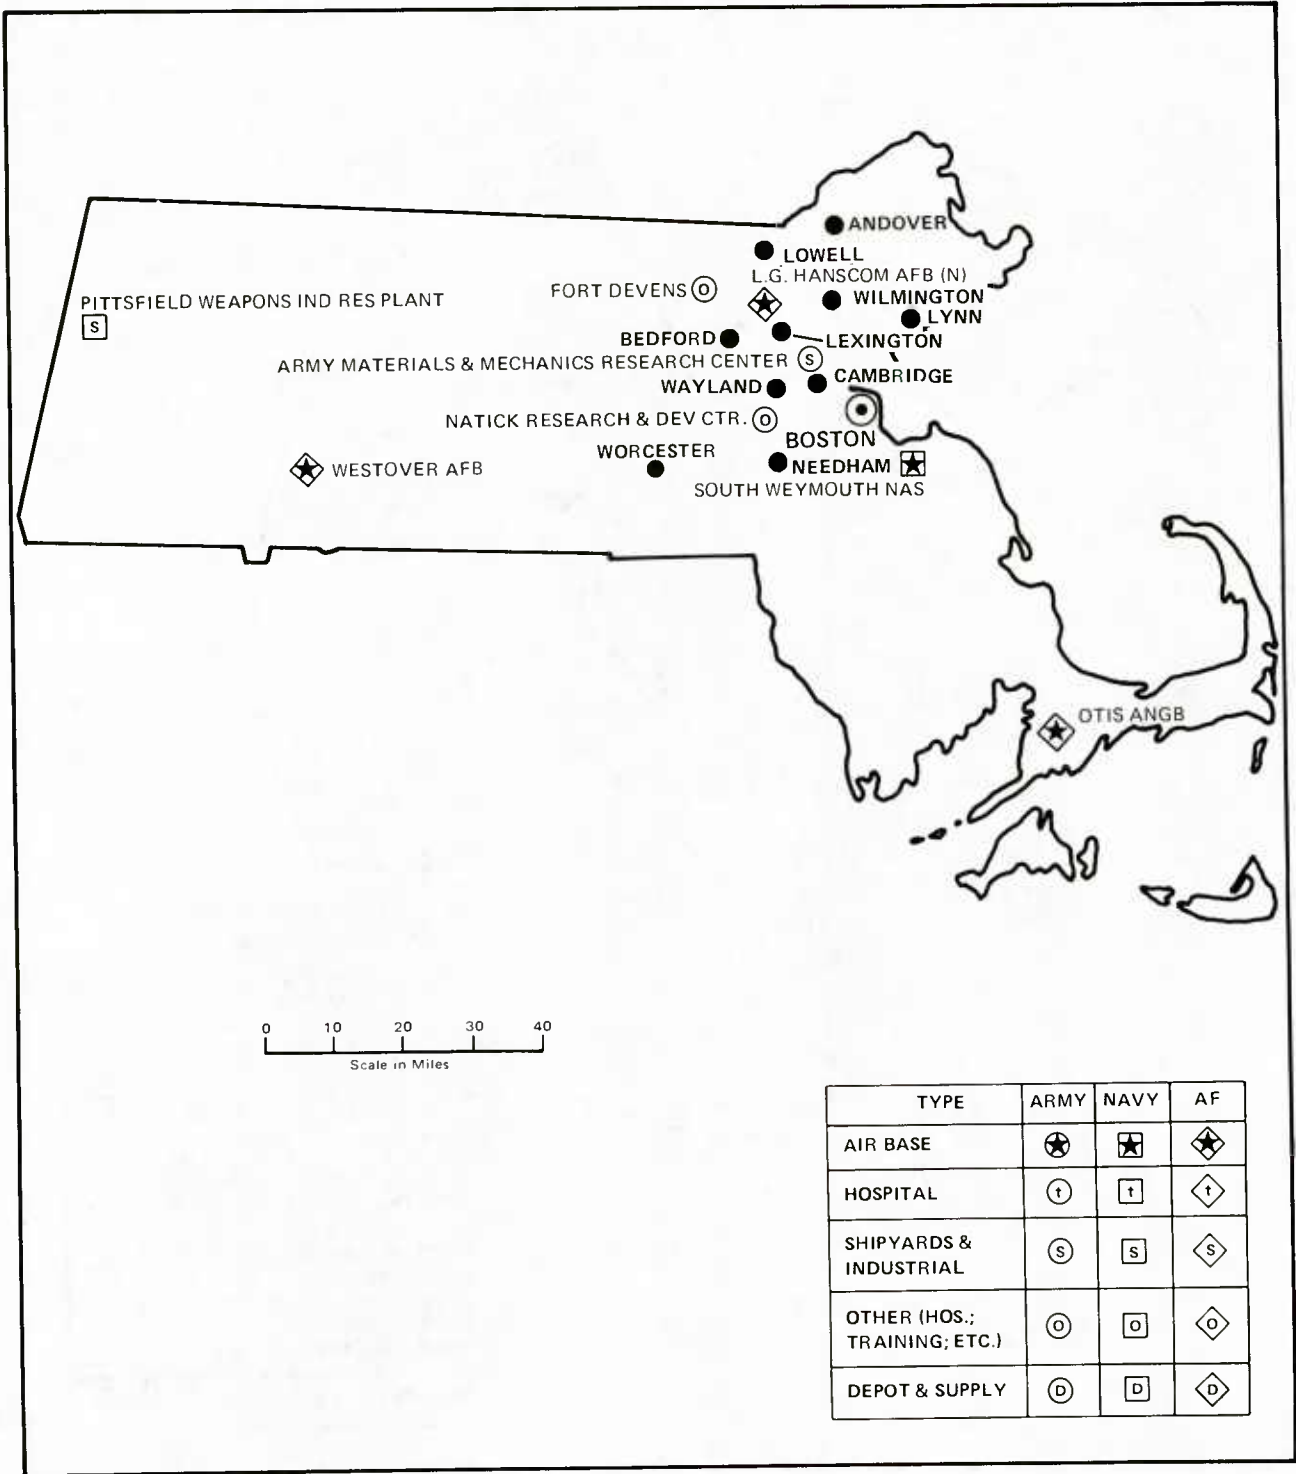 ANDOVER
LOWELL
L.G. HANSCOM AFB (N)
PITTSFIELD WEAPONS IND RES PLANT
S
FORT DEVENS O
WILMINGTON
LYNN
BEDFORD
LEXINGTON
ARMY MATERIALS & MECHANICS RESEARCH CENTER S
WAYLAND
CAMBRIDGE
NATICK RESEARCH & DEV CTR. O
BOSTON
WORCESTER
WESTOVER AFB
NEEDHAM
SOUTH WEYMOUTH NAS
OTIS ANGB
0 10 20 30 40
Scale in Miles
TYPE ARMY NAVY AF
AIR BASE
HOSPITAL t t t
SHIPYARDS &
INDUSTRIAL S S S
OTHER (HOS.;
TRAINING; ETC.) O O O
DEPOT & SUPPLY D D D